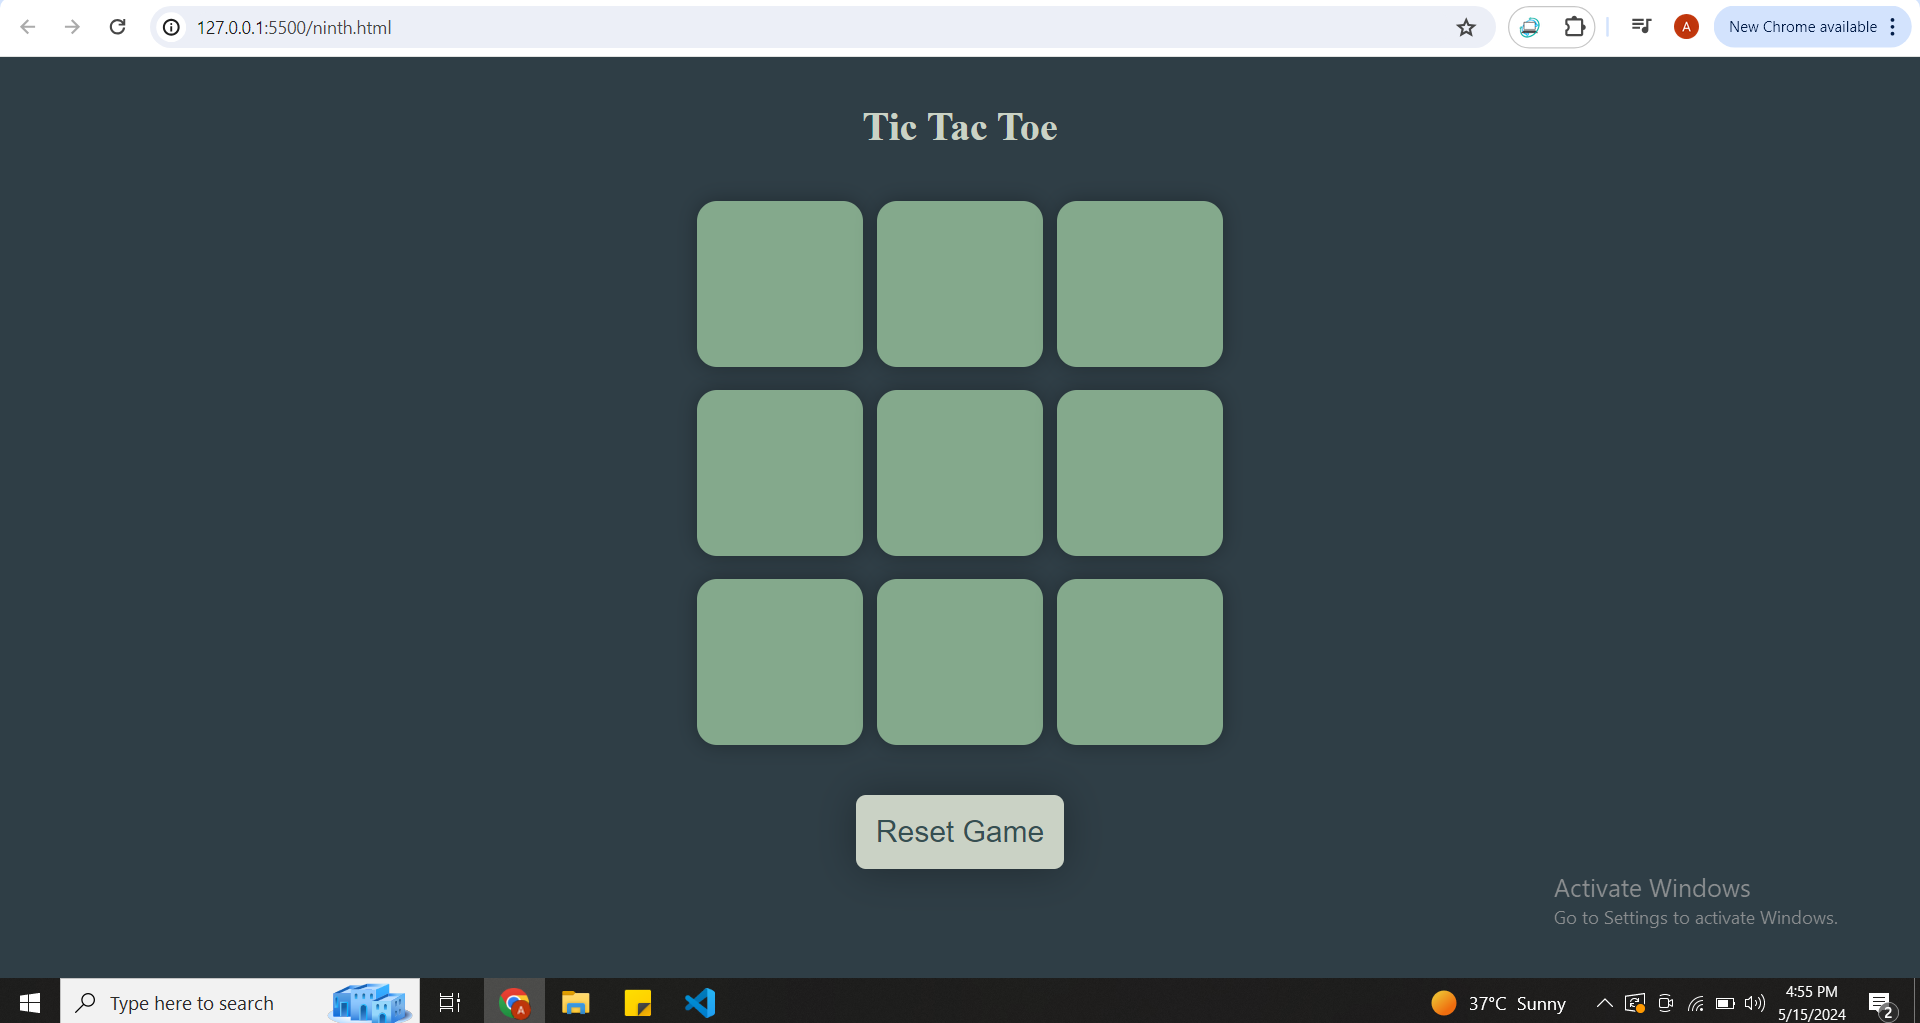 127.0.0.1:5500/ninth.html
A
New Chrome available
Tic Tac Toe
Reset Game
Activate Windows
Go to Settings to activate Windows.
Type here to search
A
37°C Sunny
4:55 PM
5/15/2024
2